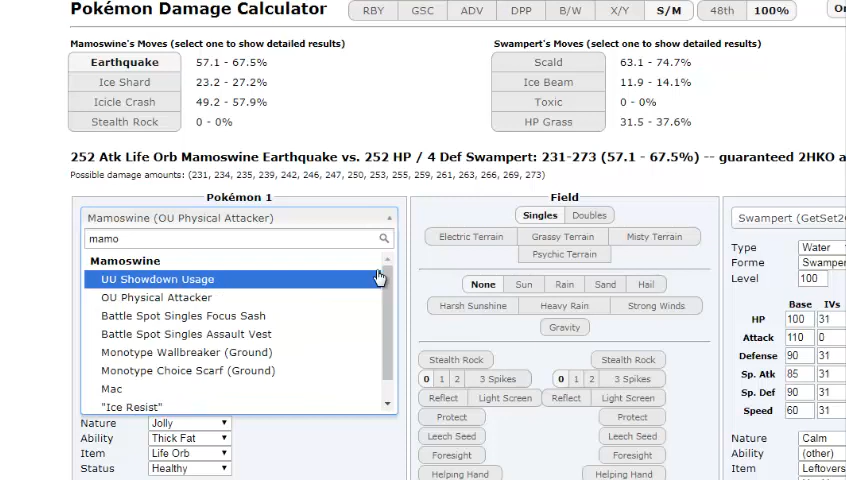 Pokémon Damage Calculator
RBY GSC ADV DPP B/W X/Y S/M 48th 100% On
Mamoswine's Moves (select one to show detailed results)
Earthquake 57.1 - 67.5%
Ice Shard 23.2 - 27.2%
Icicle Crash 49.2 - 57.9%
Stealth Rock 0 - 0%
Swampert's Moves (select one to show detailed results)
Scald 63.1 - 74.7%
Ice Beam 11.9 - 14.1%
Toxic 0 - 0%
HP Grass 31.5 - 37.6%
252 Atk Life Orb Mamoswine Earthquake vs. 252 HP / 4 Def Swampert: 231-273 (57.1 - 67.5%) -- guaranteed 2HKO a
Possible damage amounts: (231, 234, 235, 239, 242, 246, 247, 250, 253, 255, 259, 261, 263, 266, 269, 273)
Pokémon 1
Mamoswine (OU Physical Attacker)
mamo
Mamoswine
UU Showdown Usage
OU Physical Attacker
Battle Spot Singles Focus Sash
Battle Spot Singles Assault Vest
Monotype Wallbreaker (Ground)
Monotype Choice Scarf (Ground)
Mac
"Ice Resist"
Nature Jolly
Ability Thick Fat
Item Life Orb
Status Healthy
Field
Singles Doubles
Electric Terrain Grassy Terrain Misty Terrain
Psychic Terrain
None Sun Rain Sand Hail
Harsh Sunshine Heavy Rain Strong Winds
Gravity
Stealth Rock Stealth Rock
0 1 2 3 Spikes 0 1 2 3 Spikes
Reflect Light Screen Reflect Light Screen
Protect Protect
Leech Seed Leech Seed
Foresight Foresight
Helping Hand Helping Hand
Swampert (GetSet2
Type Water
Forme Swamper
Level 100
Base IVs
HP 100 31
Attack 110 0
Defense 90 31
Sp. Atk 85 31
Sp. Def 90 31
Speed 60 31
Nature Calm
Ability (other)
Item Leftovers